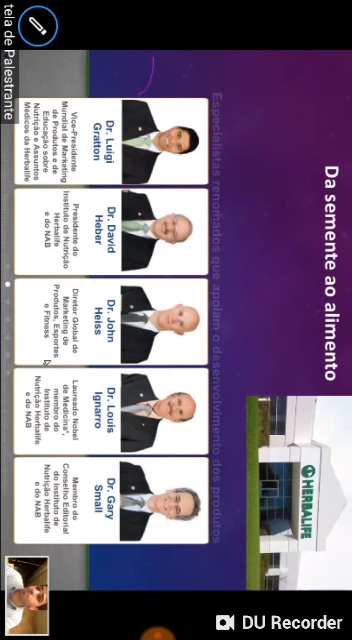 tela de Palestrante
Da semente ao alimento
HERBALIFE
Especialistas renomados que apoiam o desenvolvimento dos produtos
Dr. Luigi
Gratton
Vice-Presidente
Mundial de Marketing
de Produtos e de
Educação sobre
Nutrição e Assuntos
Médicos da Herbalife
Dr. David
Heber
Presidente do
Instituto de Nutrição
Herbalife
e do NAB
Dr. John
Heiss
Diretor Global de
Marketing de
Produtos, Esportes
e Fitness
Dr. Louis
Ignarro
Laureado Nobel
de Medicina*,
membro do
Instituto de
Nutrição Herbalife
e do NAB
Dr. Gary
Small
Membro do
Conselho Editorial
do Instituto de
Nutrição Herbalife
e do NAB
DU Recorder